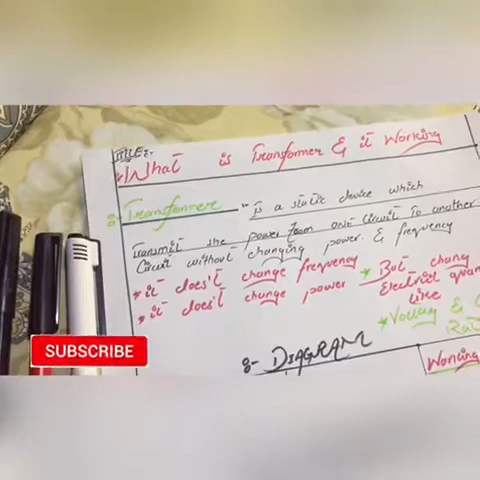 TITLE:-
*What is Transformer & it Working
:- Transformer — "is a static device which
Transmit the power from one Circuit To another
Circuit without changing power & frequency
* it does't change frequency
* it does't change power
* But chang
Electrical quan
like
* Voltag & C
Rat
:- DIAGRAM
Working
SUBSCRIBE